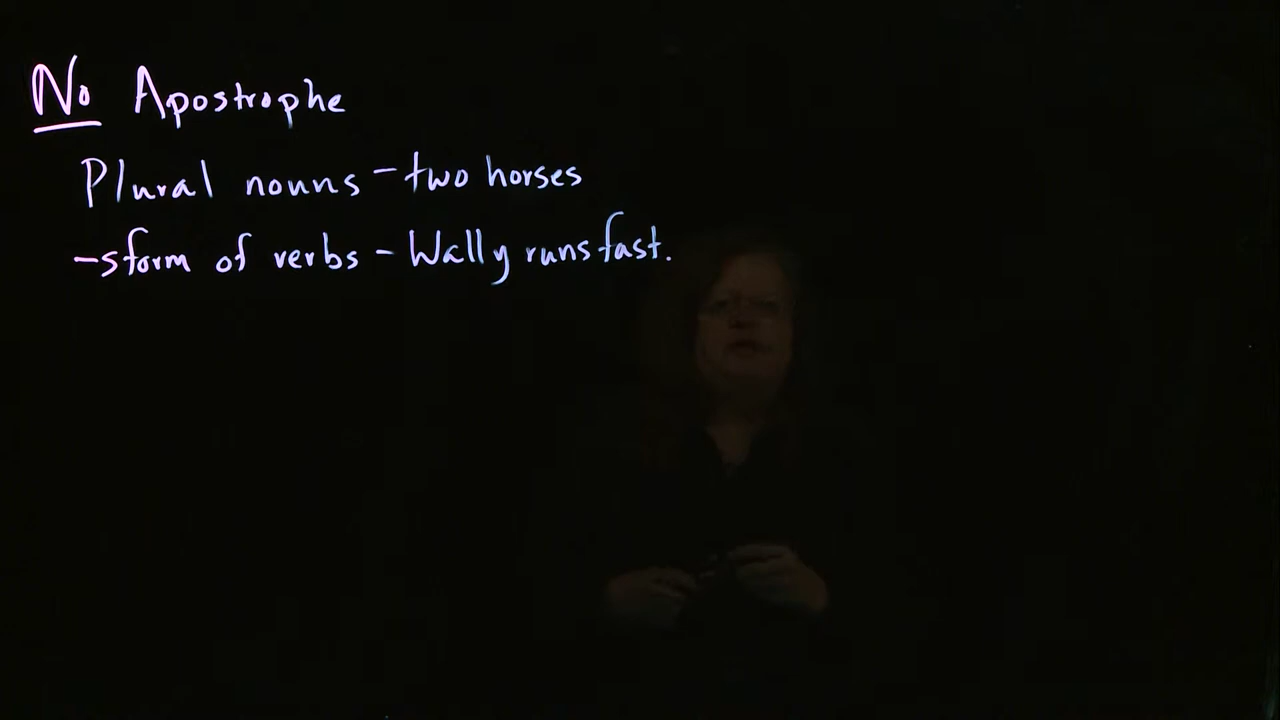 No Apostrophe
Plural nouns - two horses
-s form of verbs - Wally runs fast.